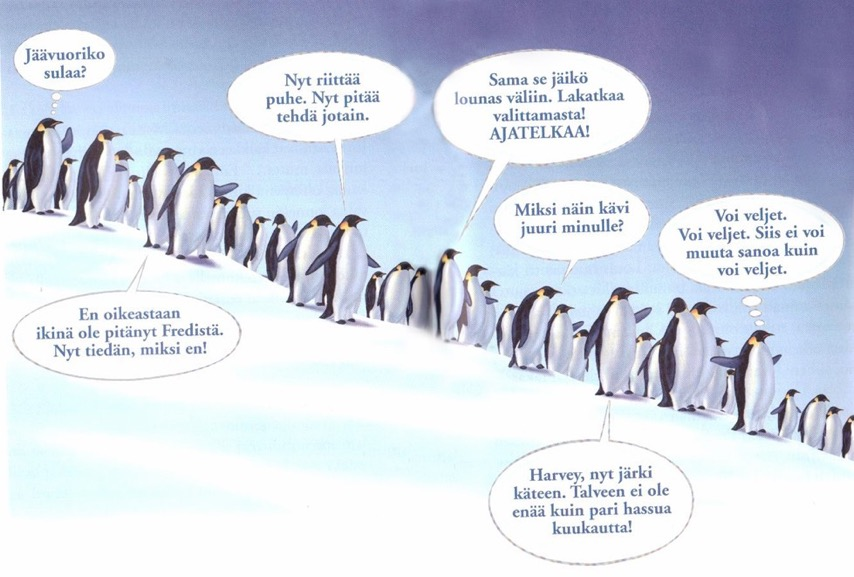 Jäävuoriko
sulaa?
Nyt riittää
puhe. Nyt pitää
tehdä jotain.
Sama se jäikö
lounas väliin. Lakatkaa
valittamasta!
AJATELKAA!
Miksi näin kävi
juuri minulle?
Voi veljet.
Voi veljet. Siis ei voi
muuta sanoa kuin
voi veljet.
En oikeastaan
ikinä ole pitänyt Fredistä.
Nyt tiedän, miksi en!
Harvey, nyt järki
käteen. Talveen ei ole
enää kuin pari hassua
kuukautta!